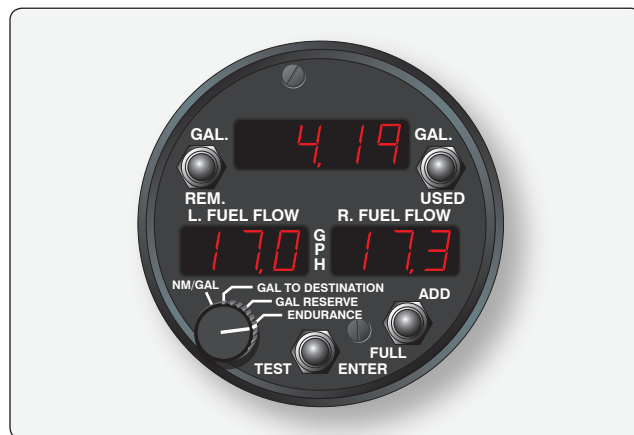 GAL.
4,19
GAL.
REM.
USED
L. FUEL FLOW
R. FUEL FLOW
17,0
GPH
17,3
NM/GAL
GAL TO DESTINATION
GAL RESERVE
ENDURANCE
ADD
FULL
TEST
ENTER